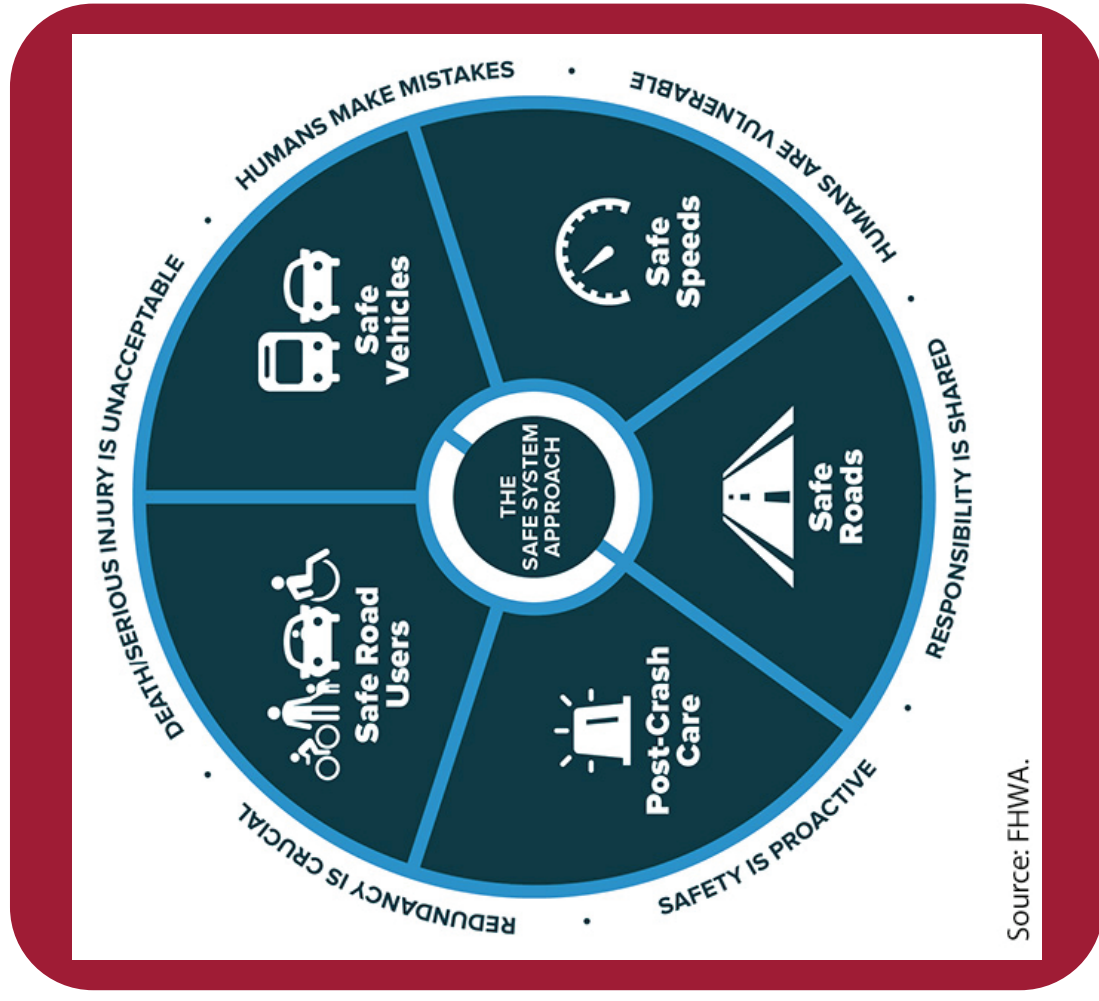 DEATH/SERIOUS INJURY IS UNACCEPTABLE
HUMANS MAKE MISTAKES
HUMANS ARE VULNERABLE
RESPONSIBILITY IS SHARED
SAFETY IS PROACTIVE
REDUNDANCY IS CRUCIAL
Safe Road
Users
Safe
Vehicles
Safe
Speeds
Safe
Roads
Post-Crash
Care
THE
SAFE SYSTEM
APPROACH
Source: FHWA.